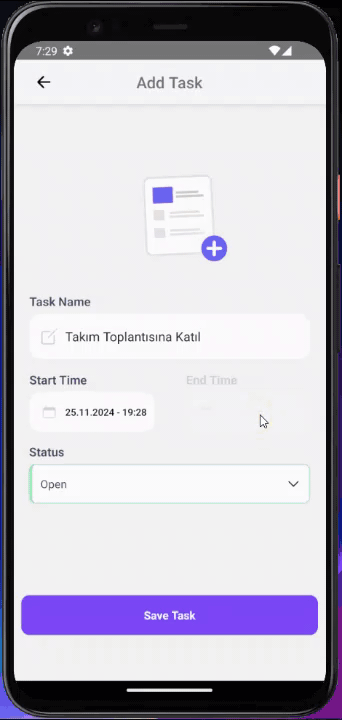 7:29
Add Task
Task Name
Takım Toplantısına Katıl
Start Time
End Time
25.11.2024 - 19:28
Status
Open
Save Task